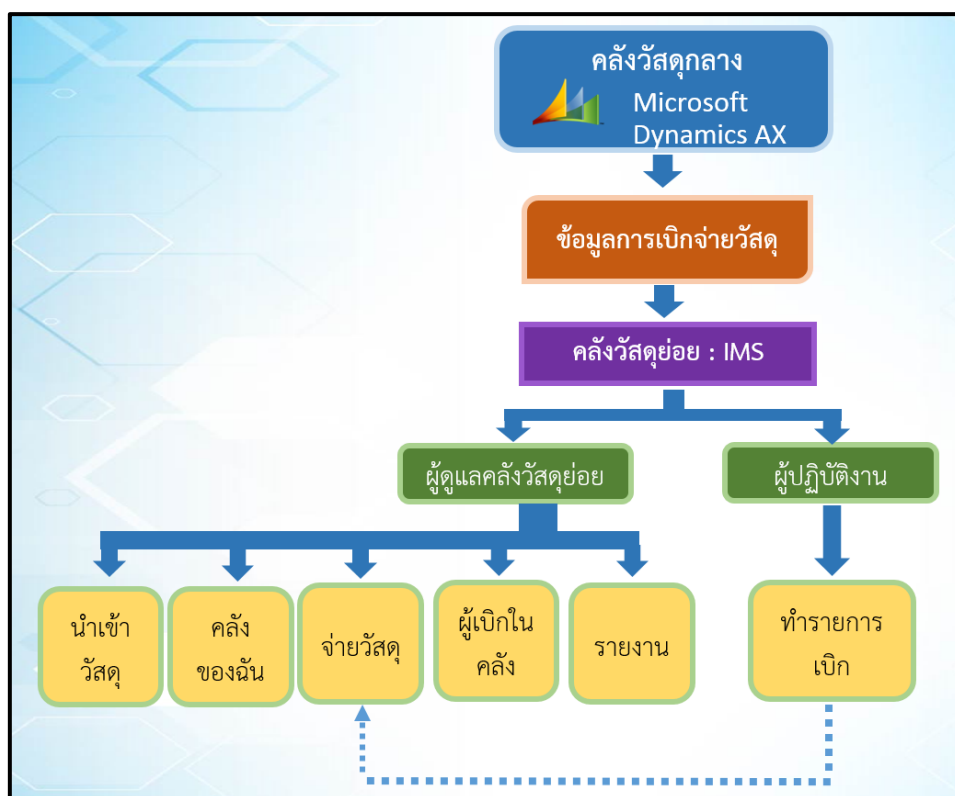 คลังวัสดุกลาง
Microsoft
Dynamics AX
ข้อมูลการเบิกจ่ายวัสดุ
คลังวัสดุย่อย : IMS
ผู้ดูแลคลังวัสดุย่อย
ผู้ปฏิบัติงาน
นำเข้า
วัสดุ
คลัง
ของฉัน
จ่ายวัสดุ
ผู้เบิกใน
คลัง
รายงาน
ทำรายการ
เบิก